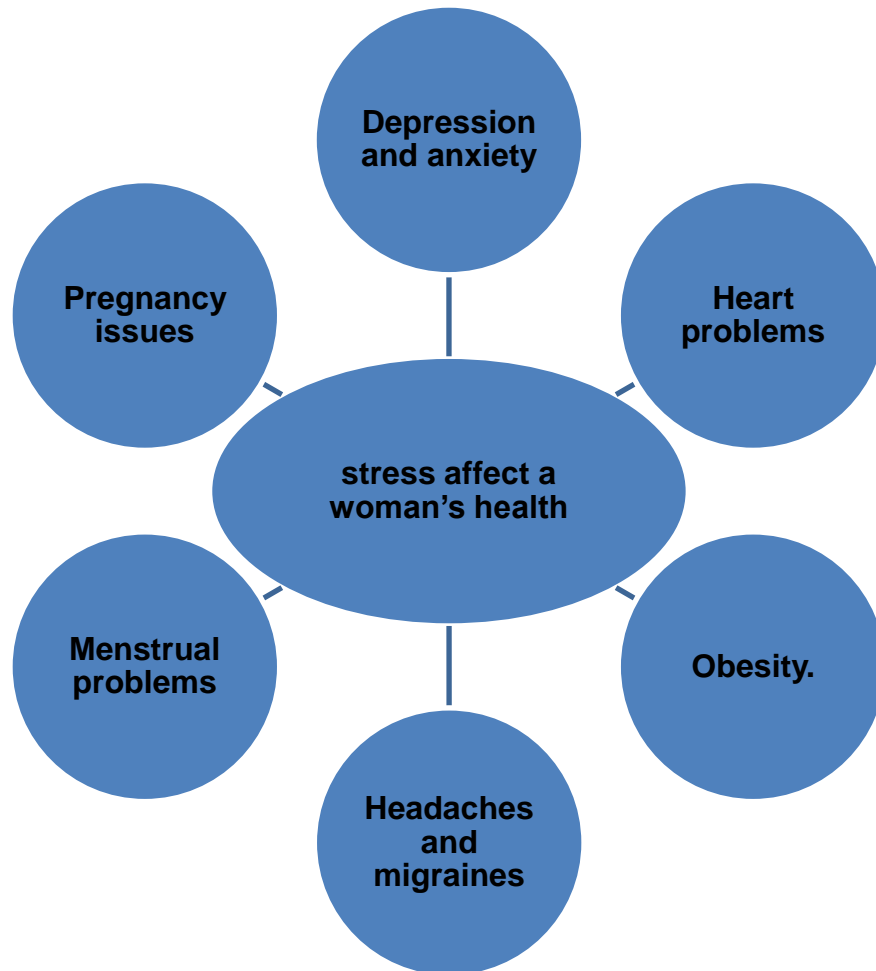 Depression
and anxiety
Pregnancy
issues
Heart
problems
stress affect a
woman’s health
Menstrual
problems
Obesity.
Headaches
and
migraines